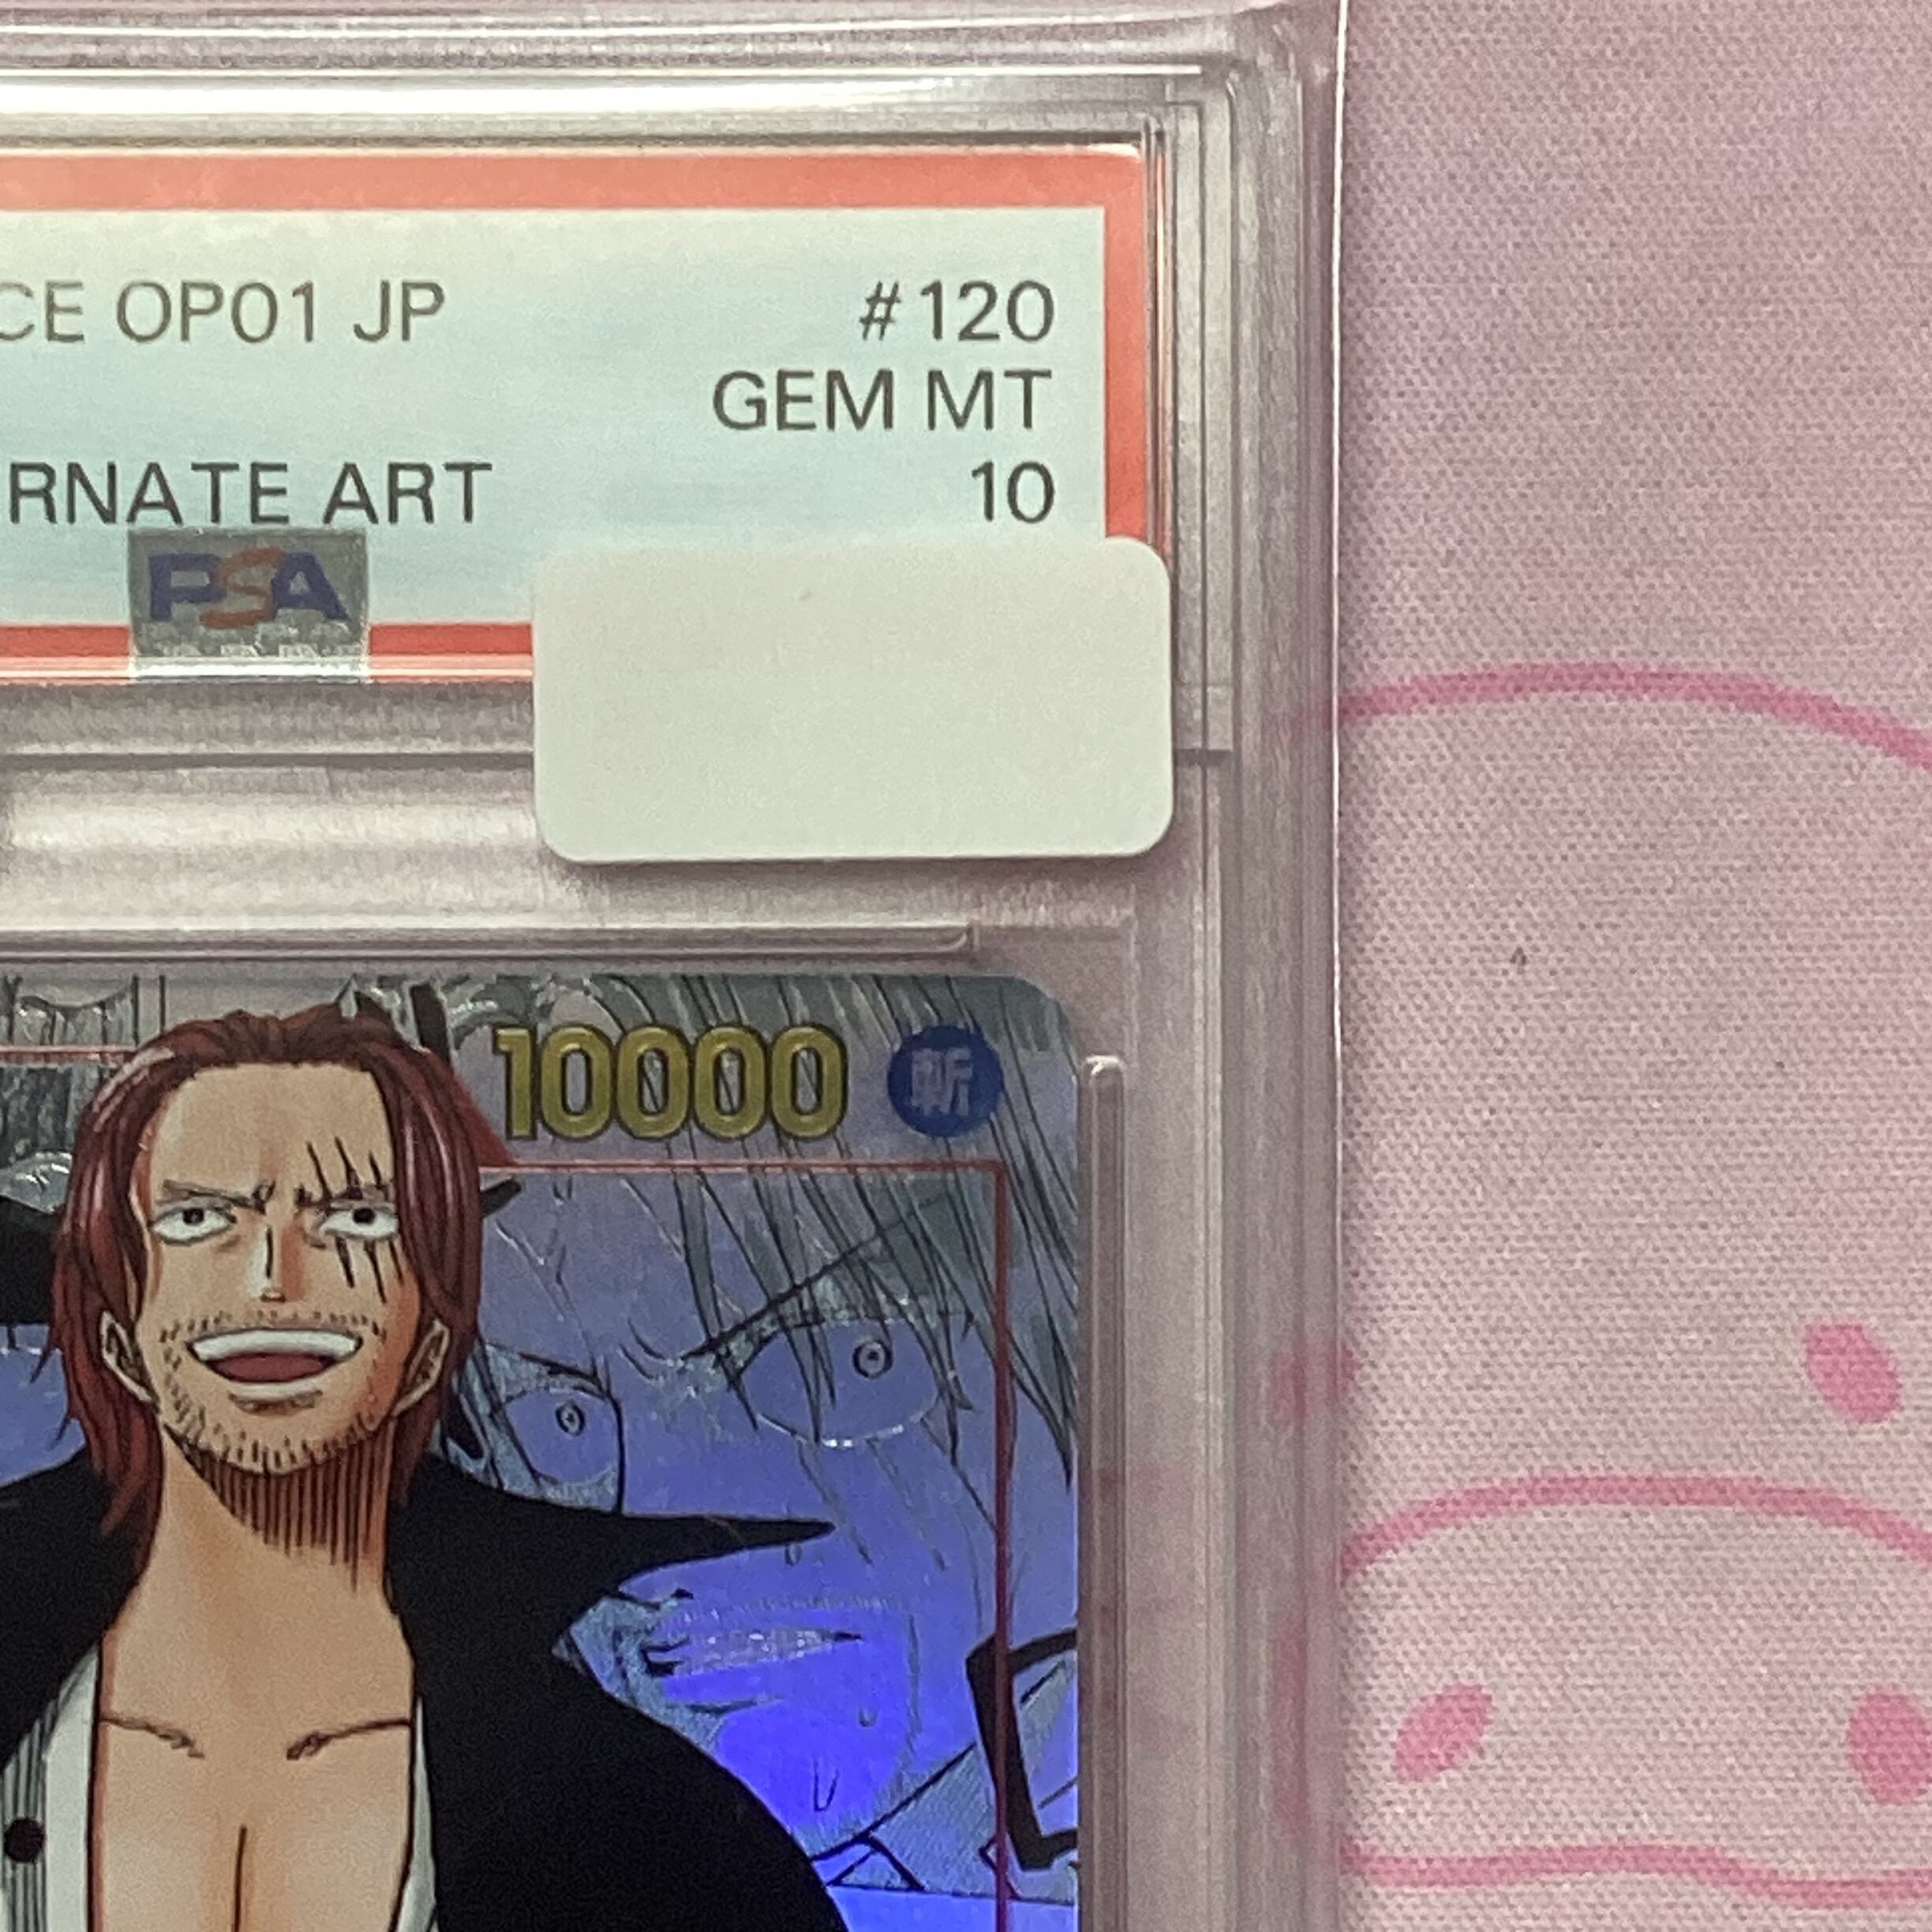 CE OP01 JP #120
GEM MT
RNATE ART 10
PSA
10000 斬